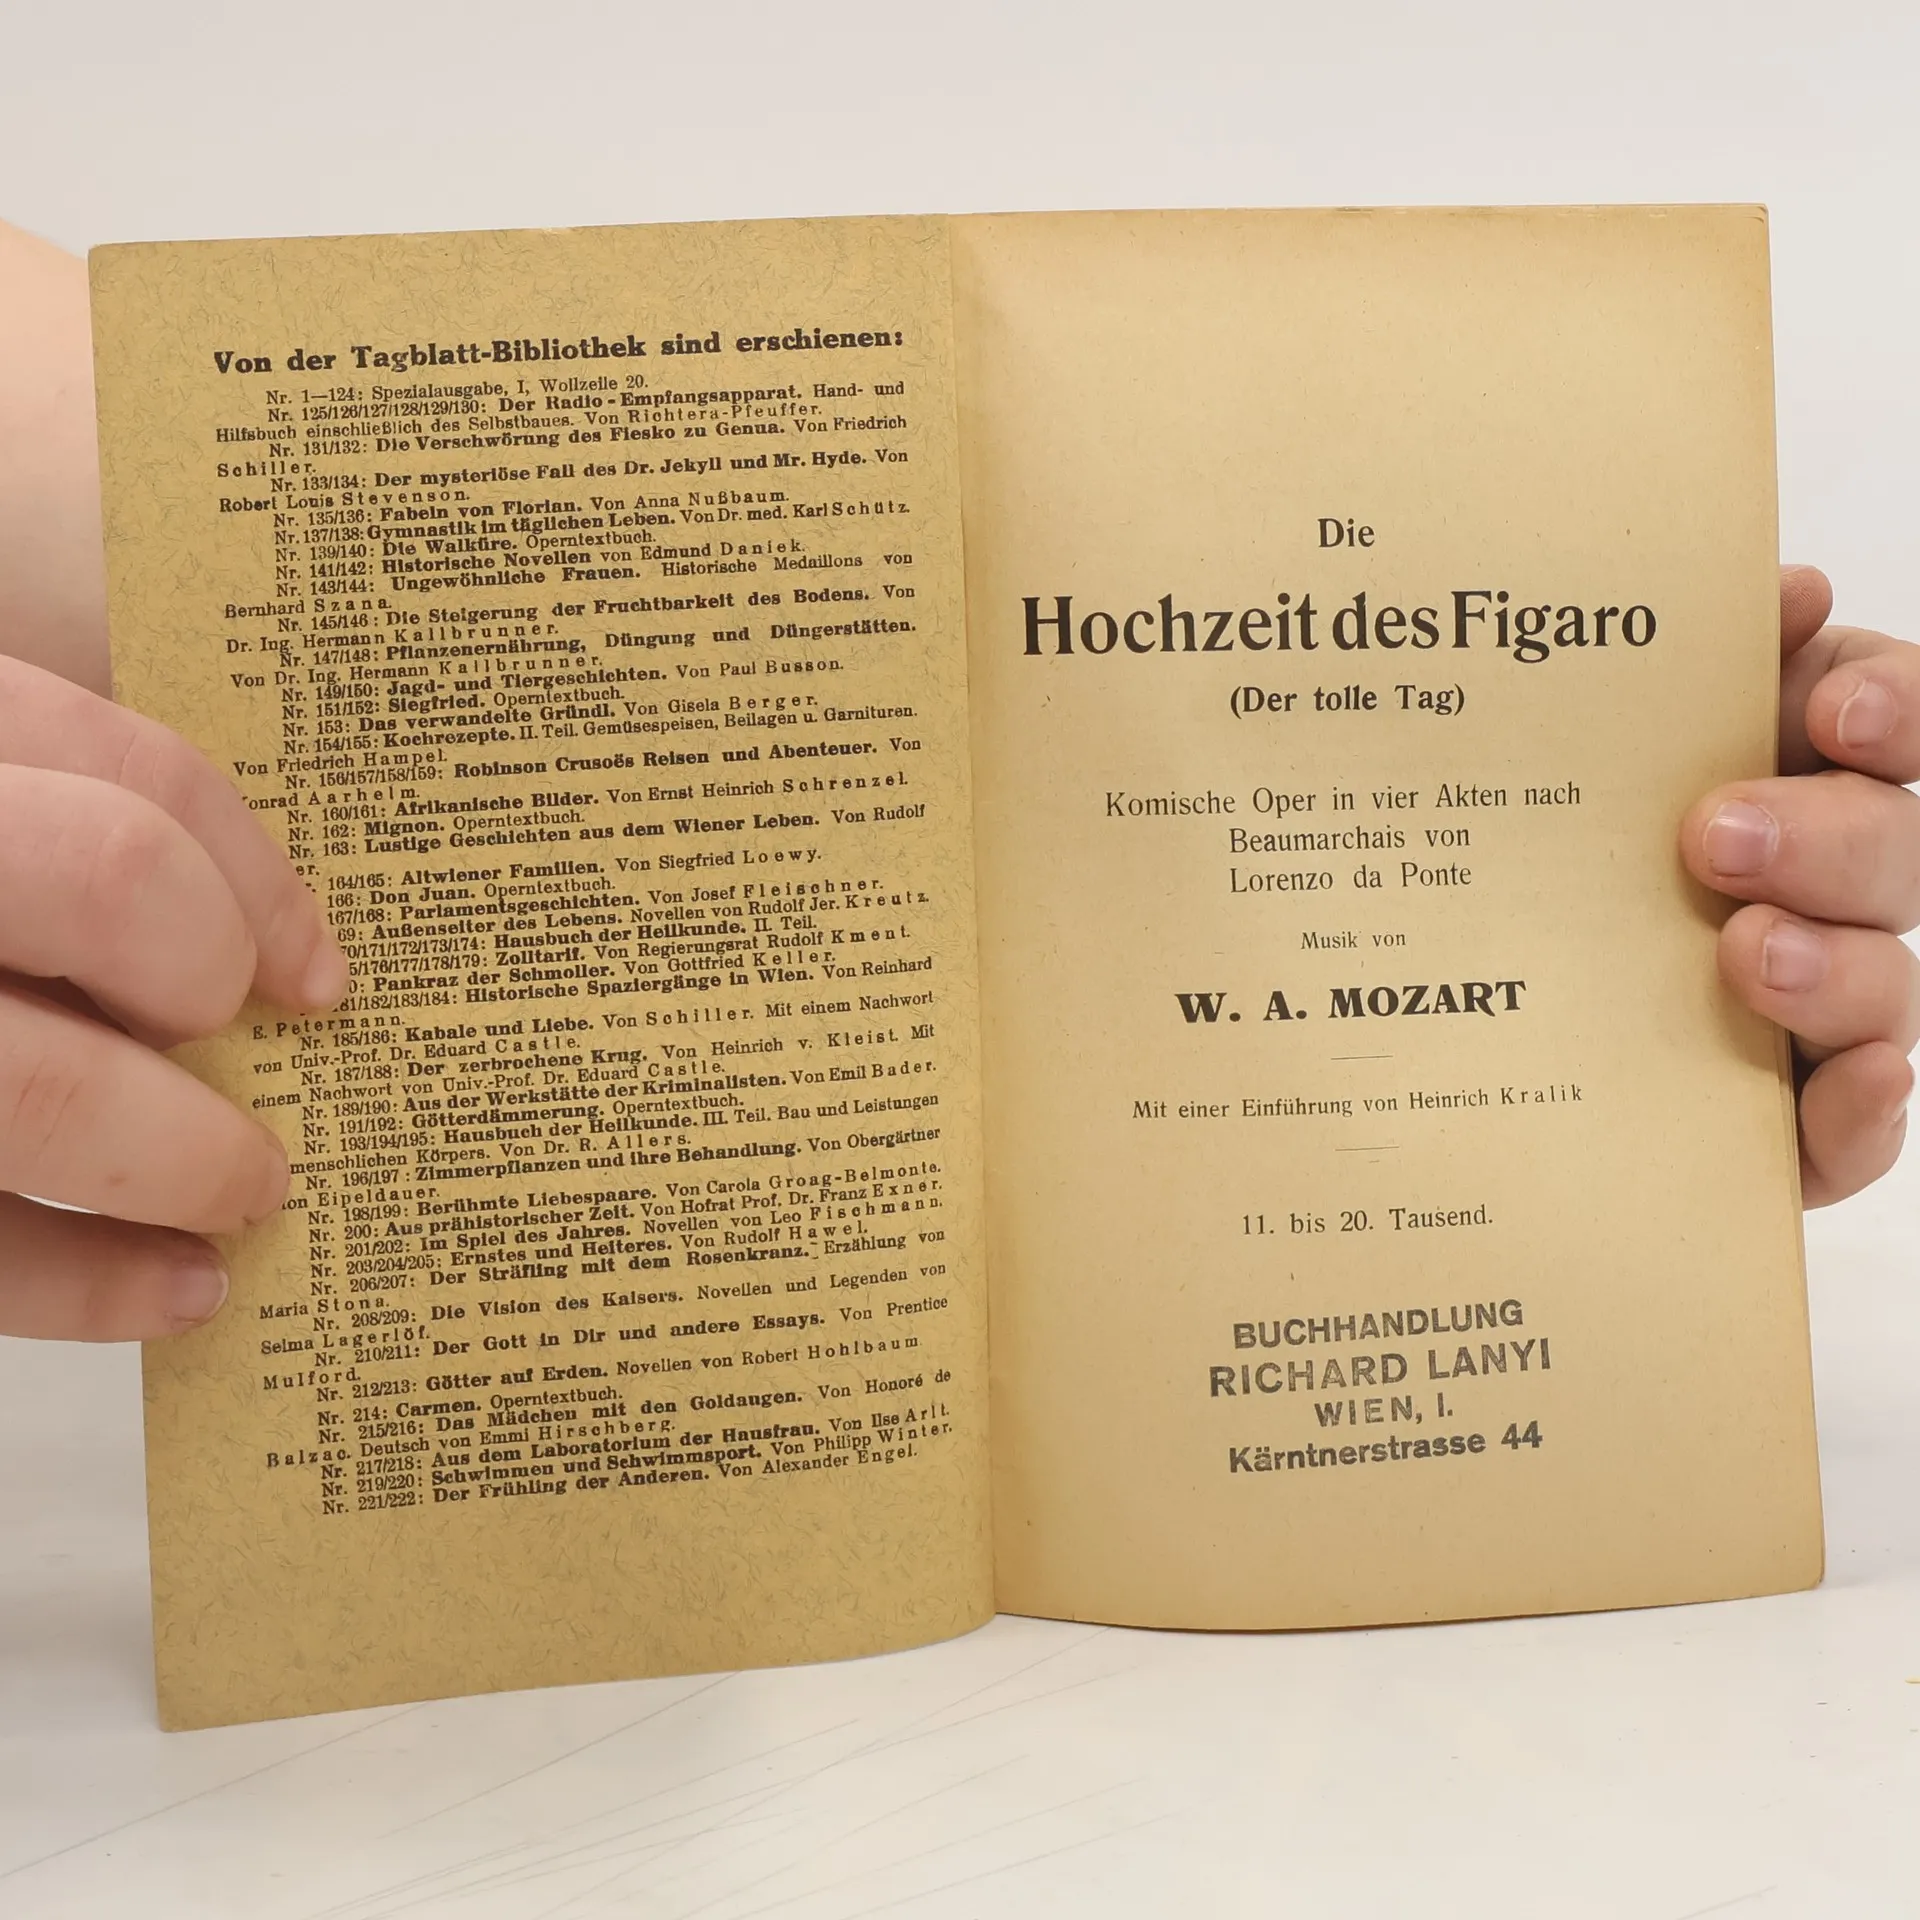 Von der Tagblatt-Bibliothek sind erschienen:
Nr. 1—124: Spezialausgabe, I, Wollzeile 20.
Nr. 125/126/127/128/129/130: Der Radio-Empfangsapparat. Hand- und
Hilfsbuch einschließlich des Selbstbaues. Von Richtera-Pfeuffer.
Nr. 131/132: Die Verschwörung des Fiesko zu Genua. Von Friedrich
Schiller.
Nr. 133/134: Der mysteriöse Fall des Dr. Jekyll und Mr. Hyde. Von
Robert Louis Stevenson.
Nr. 135/136: Fabeln von Florian. Von Anna Nußbaum.
Nr. 137/138: Gymnastik im täglichen Leben. Von Dr. med. Karl Schütz.
Nr. 139/140: Die Walküre. Operntextbuch.
Nr. 141/142: Historische Novellen von Edmund Daniek.
Nr. 143/144: Ungewöhnliche Frauen. Historische Medaillons von
Bernhard Szana.
Nr. 145/146: Die Steigerung der Fruchtbarkeit des Bodens. Von
Dr. Ing. Hermann Kallbrunner.
Nr. 147/148: Pflanzenernährung, Düngung und Düngerstätten.
Von Dr. Ing. Hermann Kallbrunner.
Nr. 149/150: Jagd- und Tiergeschichten. Von Paul Busson.
Nr. 151/152: Siegfried. Operntextbuch.
Nr. 153: Das verwandelte Gründl. Von Gisela Berger.
Nr. 154/155: Kochrezepte. II. Teil. Gemüsespeisen, Beilagen u. Garnituren.
Von Friedrich Hampel.
Nr. 156/157/158/159: Robinson Crusoës Reisen und Abenteuer. Von
onrad Aarhelm.
Nr. 160/161: Afrikanische Bilder. Von Ernst Heinrich Schrenzel.
Nr. 162: Mignon. Operntextbuch.
Nr. 163: Lustige Geschichten aus dem Wiener Leben. Von Rudolf
er.
164/165: Altwiener Familien. Von Siegfried Loewy.
166: Don Juan. Operntextbuch.
167/168: Parlamentsgeschichten. Von Josef Fleischner.
69: Außenseiter des Lebens. Novellen von Rudolf Jer. Kreutz.
70/171/172/173/174: Hausbuch der Heilkunde. II. Teil.
5/176/177/178/179: Zolltarif. Von Regierungsrat Rudolf Kment.
0: Pankraz der Schmoller. Von Gottfried Keller.
81/182/183/184: Historische Spaziergänge in Wien. Von Reinhard
E. Petermann.
Nr. 185/186: Kabale und Liebe. Von Schiller. Mit einem Nachwort
von Univ.-Prof. Dr. Eduard Castle.
Nr. 187/188: Der zerbrochene Krug. Von Heinrich v. Kleist. Mit
einem Nachwort von Univ.-Prof. Dr. Eduard Castle.
Nr. 189/190: Aus der Werkstätte der Kriminalisten. Von Emil Bader.
Nr. 191/192: Götterdämmerung. Operntextbuch.
Nr. 193/194/195: Hausbuch der Heilkunde. III. Teil. Bau und Leistungen
menschlichen Körpers. Von Dr. R. Allers.
Nr. 196/197: Zimmerpflanzen und ihre Behandlung. Von Obergärtner
on Eipeldauer.
Nr. 198/199: Berühmte Liebespaare. Von Carola Groag-Belmonte.
Nr. 200: Aus prähistorischer Zeit. Von Hofrat Prof. Dr. Franz Exner.
Nr. 201/202: Im Spiel des Jahres. Novellen von Leo Fischmann.
Nr. 203/204/205: Ernstes und Heiteres. Von Rudolf Hawel.
Nr. 206/207: Der Sträfling mit dem Rosenkranz. Erzählung von
Maria Stona.
Nr. 208/209: Die Vision des Kaisers. Novellen und Legenden von
Selma Lagerlöf.
Nr. 210/211: Der Gott in Dir und andere Essays. Von Prentice
Mulford.
Nr. 212/213: Götter auf Erden. Novellen von Robert Hohlbaum
Nr. 214: Carmen. Operntextbuch.
Nr. 215/216: Das Mädchen mit den Goldaugen. Von Honoré de
Balzac. Deutsch von Emmi Hirschberg.
Nr. 217/218: Aus dem Laboratorium der Hausfrau. Von Ilse Arlt.
Nr. 219/220: Schwimmen und Schwimmsport. Von Philipp Winter.
Nr. 221/222: Der Frühling der Anderen. Von Alexander Engel.
Die
Hochzeit des Figaro
(Der tolle Tag)
Komische Oper in vier Akten nach
Beaumarchais von
Lorenzo da Ponte
Musik von
W. A. MOZART
Mit einer Einführung von Heinrich Kralik
11. bis 20. Tausend.
BUCHHANDLUNG
RICHARD LANYI
WIEN, I.
Kärntnerstrasse 44